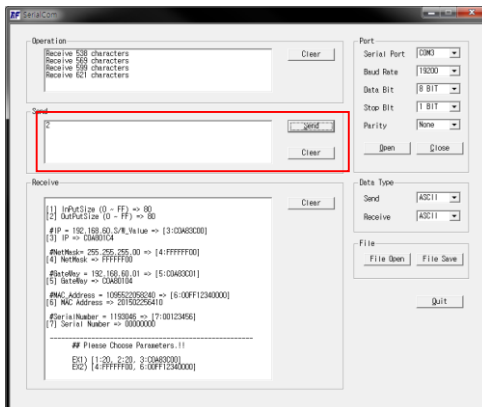 ZF SerialCom
Operation
Receive 538 characters
Receive 569 characters
Receive 599 characters
Receive 621 characters
Clear
Send
2
Send
Clear
Receive
[1] InPutSize (0 ~ FF) => 80
[2] OutPutSize (0 ~ FF) => 80
#IP = 192.168.60.S/W_Value => [3:C0A83C00]
[3] IP => C0A801C4
#NetMask= 255.255.255.00 => [4:FFFFFF00]
[4] NetMask => FFFFFF00
#GateWay = 192.168.60.01 => [5:C0A83C01]
[5] GateWay => C0A80104
#MAC_Address = 1095522058240 => [6:00FF12340000]
[6] MAC Address => 201502256410
#SerialNumber = 1193046 => [7:00123456]
[7] Serial Number => 00000000
--------------------------------------------------
## Please Choose Parameters.!!
EX1) [1:20, 2:20, 3:C0A83C00]
EX2) [4:FFFFFF00, 6:00FF12340000]
Clear
Port
Serial Port COM3
Baud Rate 19200
Data Bit 8 BIT
Stop Bit 1 BIT
Parity None
Open Close
Data Type
Send ASCII
Receive ASCII
File
File Open File Save
Quit